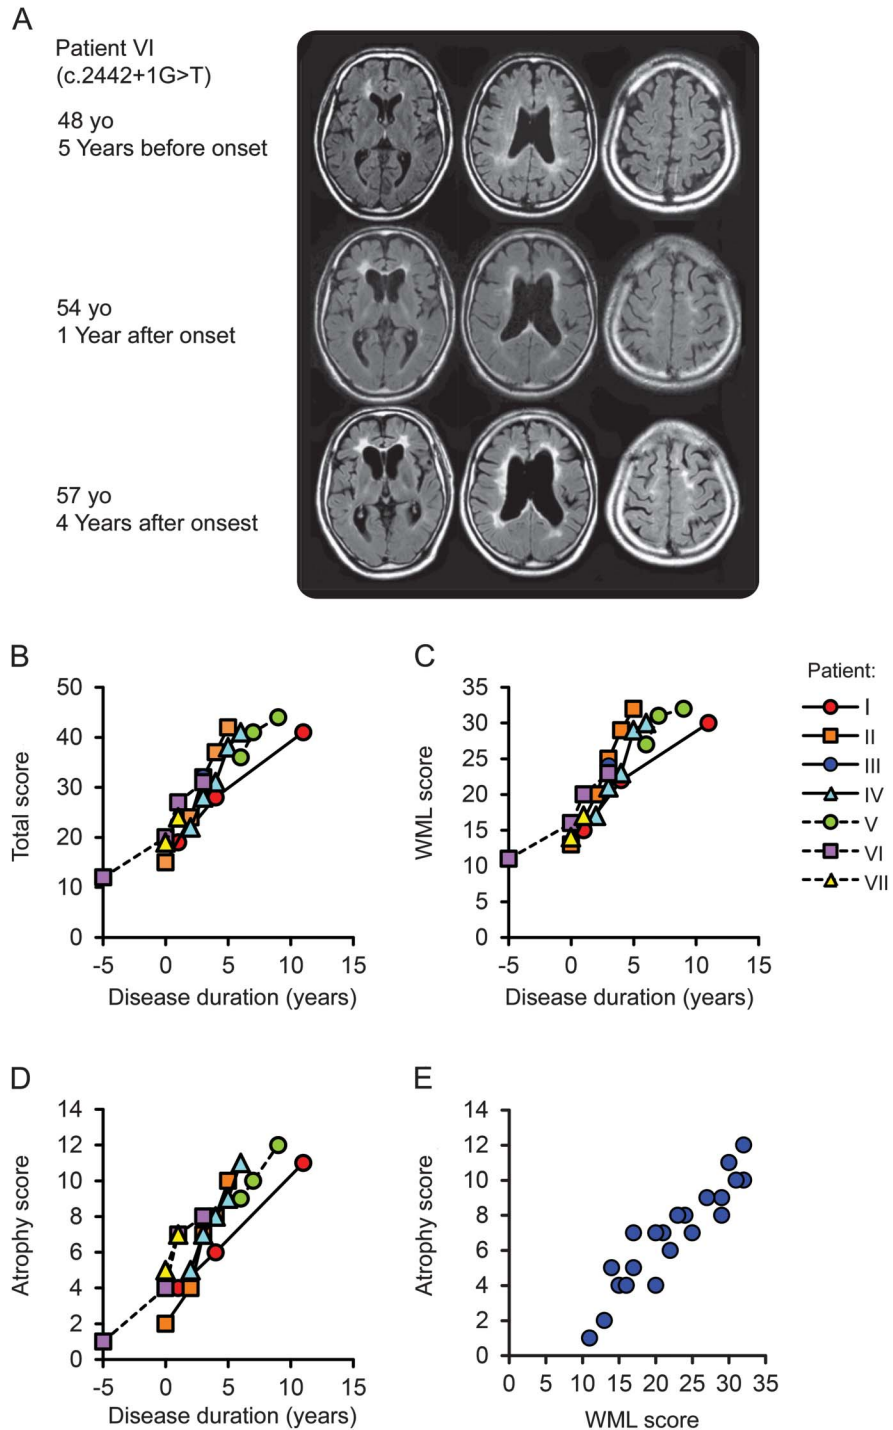 A
Patient VI
(c.2442+1G>T)
48 yo
5 Years before onset
54 yo
1 Year after onset
57 yo
4 Years after onsest
B
Total score
50
40
30
20
10
0
-5 0 5 10 15
Disease duration (years)
C
WML score
35
30
25
20
15
10
5
0
-5 0 5 10 15
Disease duration (years)
Patient:
I
II
III
IV
V
VI
VII
D
Atrophy score
14
12
10
8
6
4
2
0
-5 0 5 10 15
Disease duration (years)
E
Atrophy score
14
12
10
8
6
4
2
0
0 5 10 15 20 25 30 35
WML score